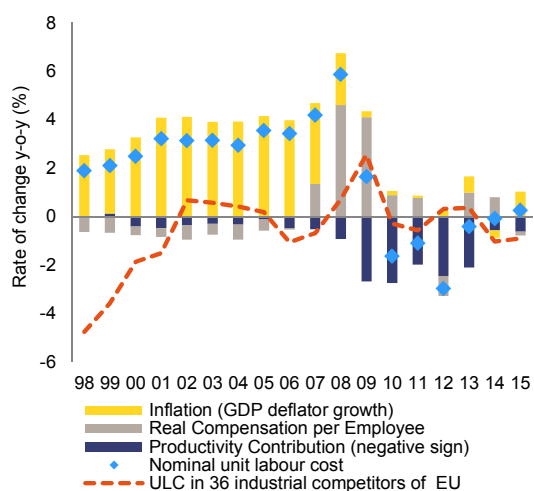 Rate of change y-o-y (%)
8
6
4
2
0
-2
-4
-6
98 99 00 01 02 03 04 05 06 07 08 09 10 11 12 13 14 15
Inflation (GDP deflator growth)
Real Compensation per Employee
Productivity Contribution (negative sign)
Nominal unit labour cost
ULC in 36 industrial competitors of EU